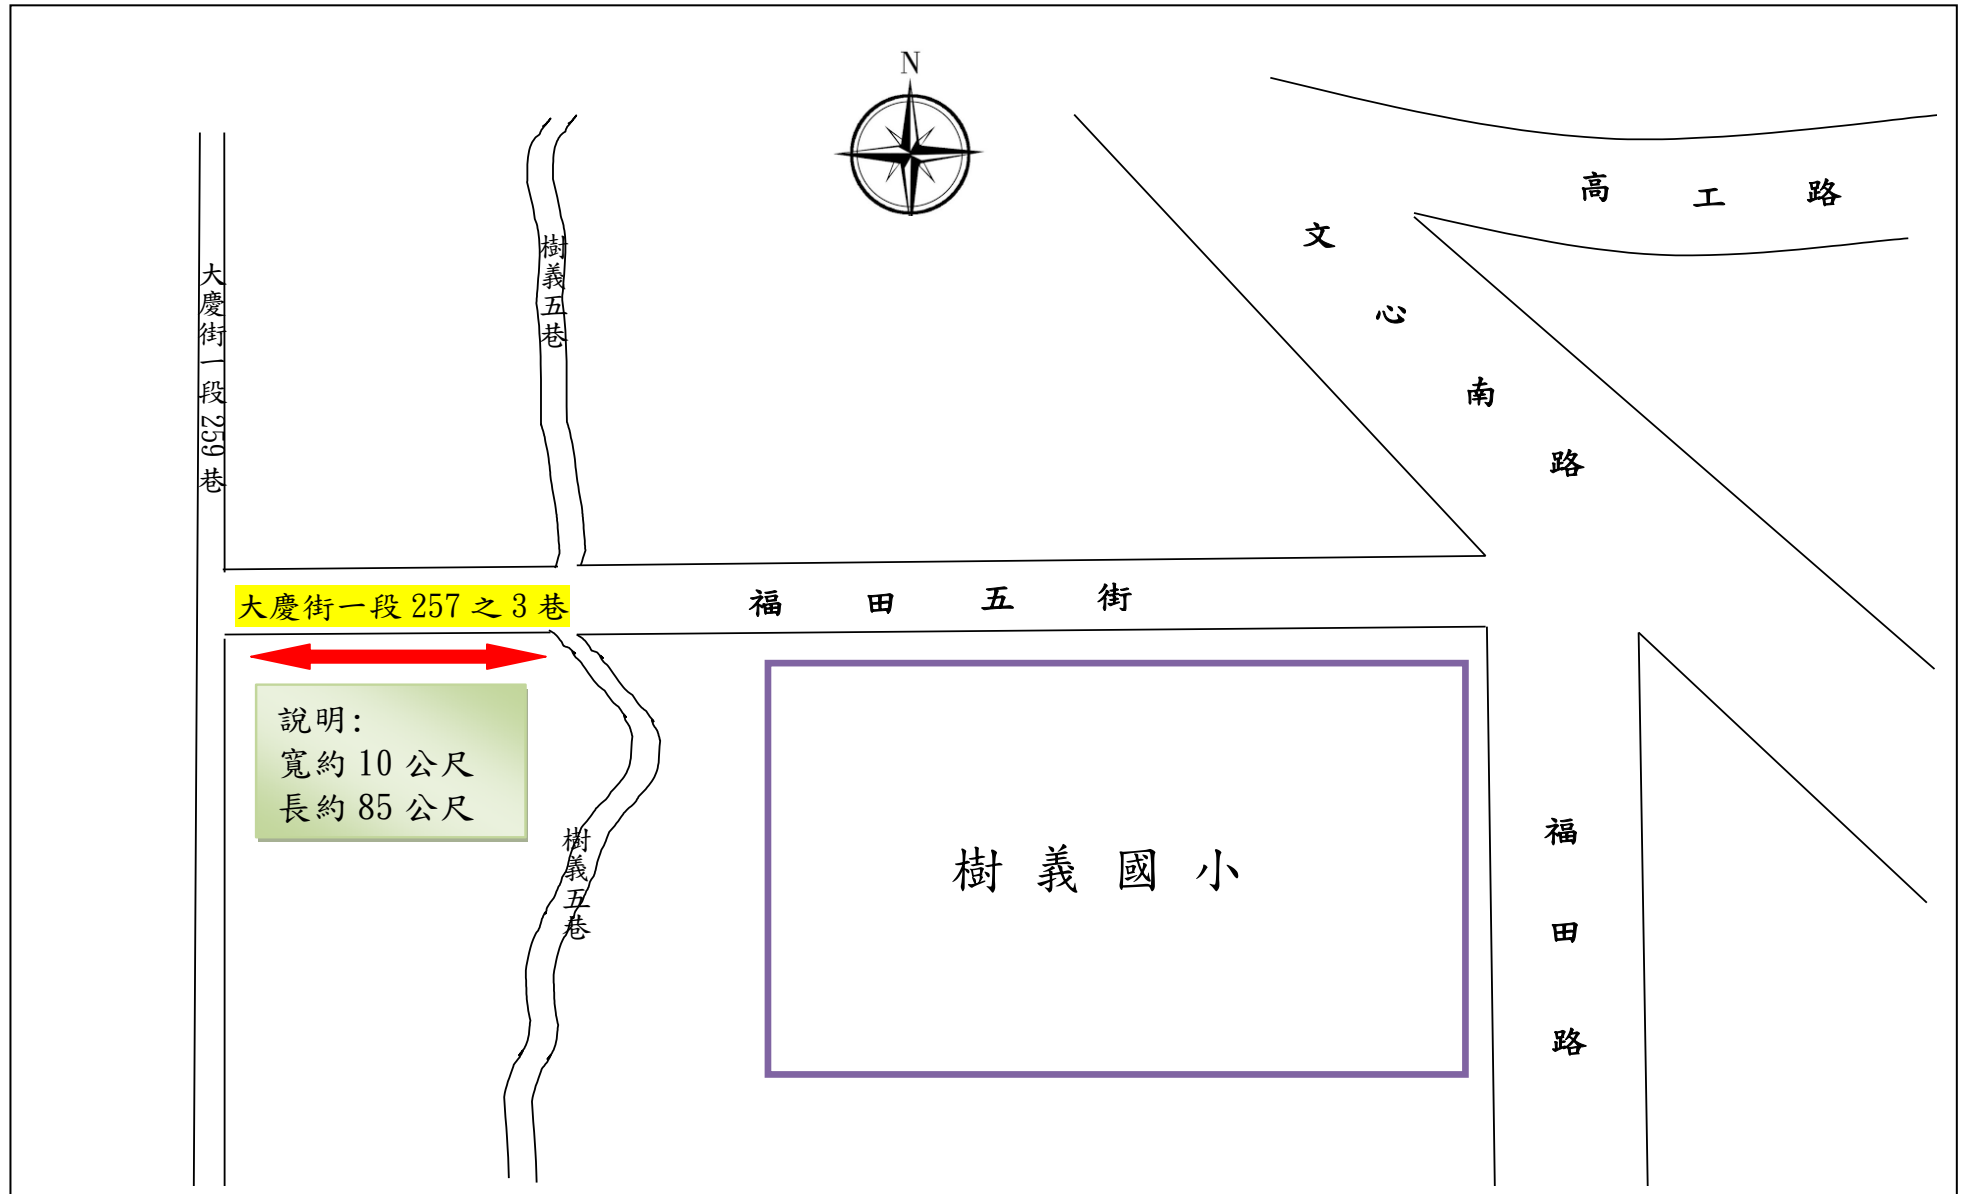 N
高工路
文心南路
樹義五巷
大慶街一段259巷
大慶街一段257之3巷
福田五街
說明:
寬約10公尺
長約85公尺
樹義五巷
樹義國小
福田路